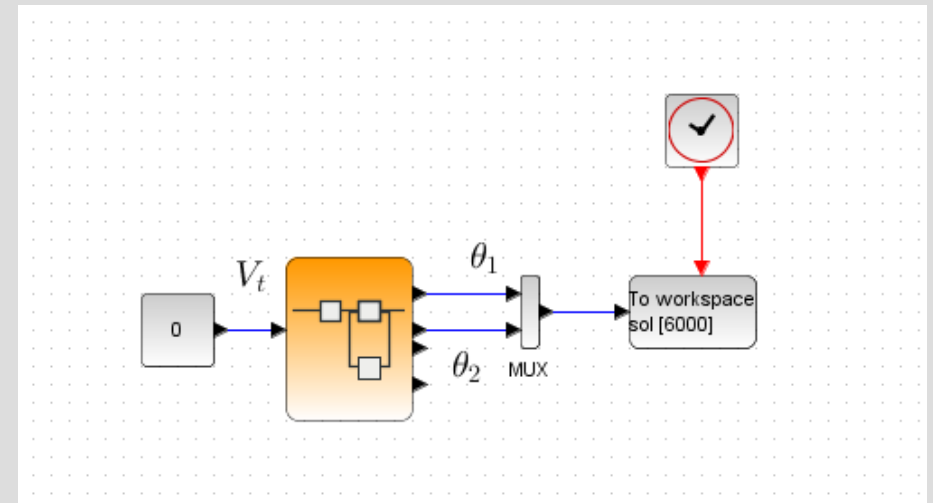 V_t
θ_1
0
To workspace
sol [6000]
θ_2
MUX